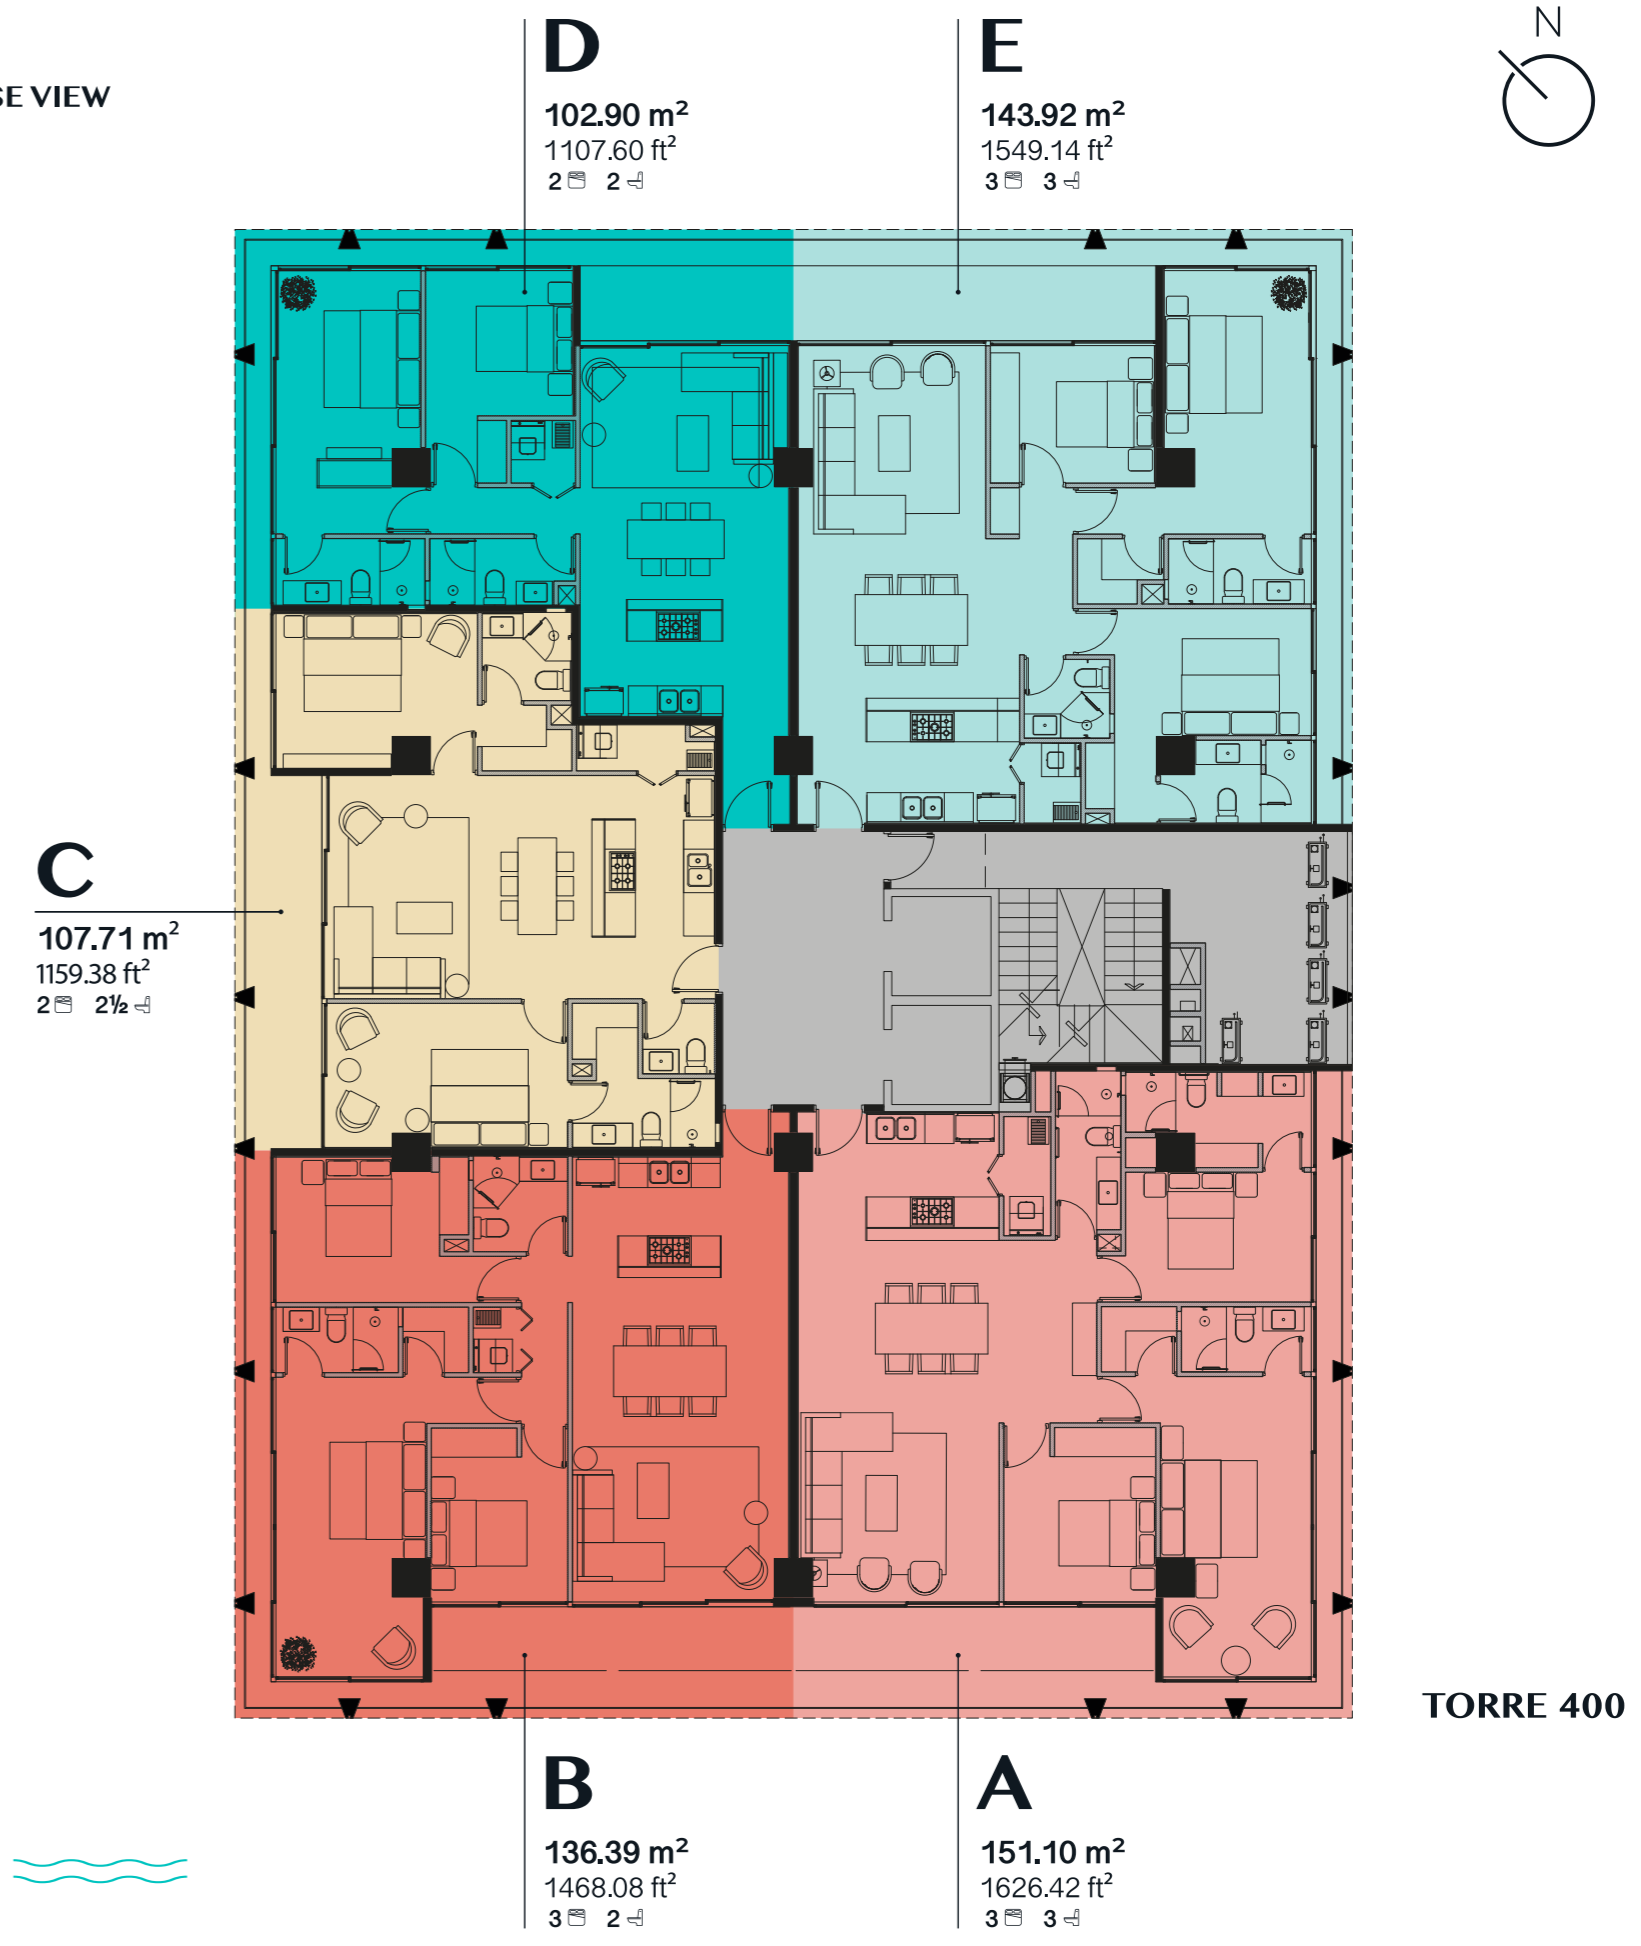 SE VIEW
D
102.90 m²
1107.60 ft²
2 2
E
143.92 m²
1549.14 ft²
3 3
N
C
107.71 m²
1159.38 ft²
2 2½
TORRE 400
B
136.39 m²
1468.08 ft²
3 2
A
151.10 m²
1626.42 ft²
3 3